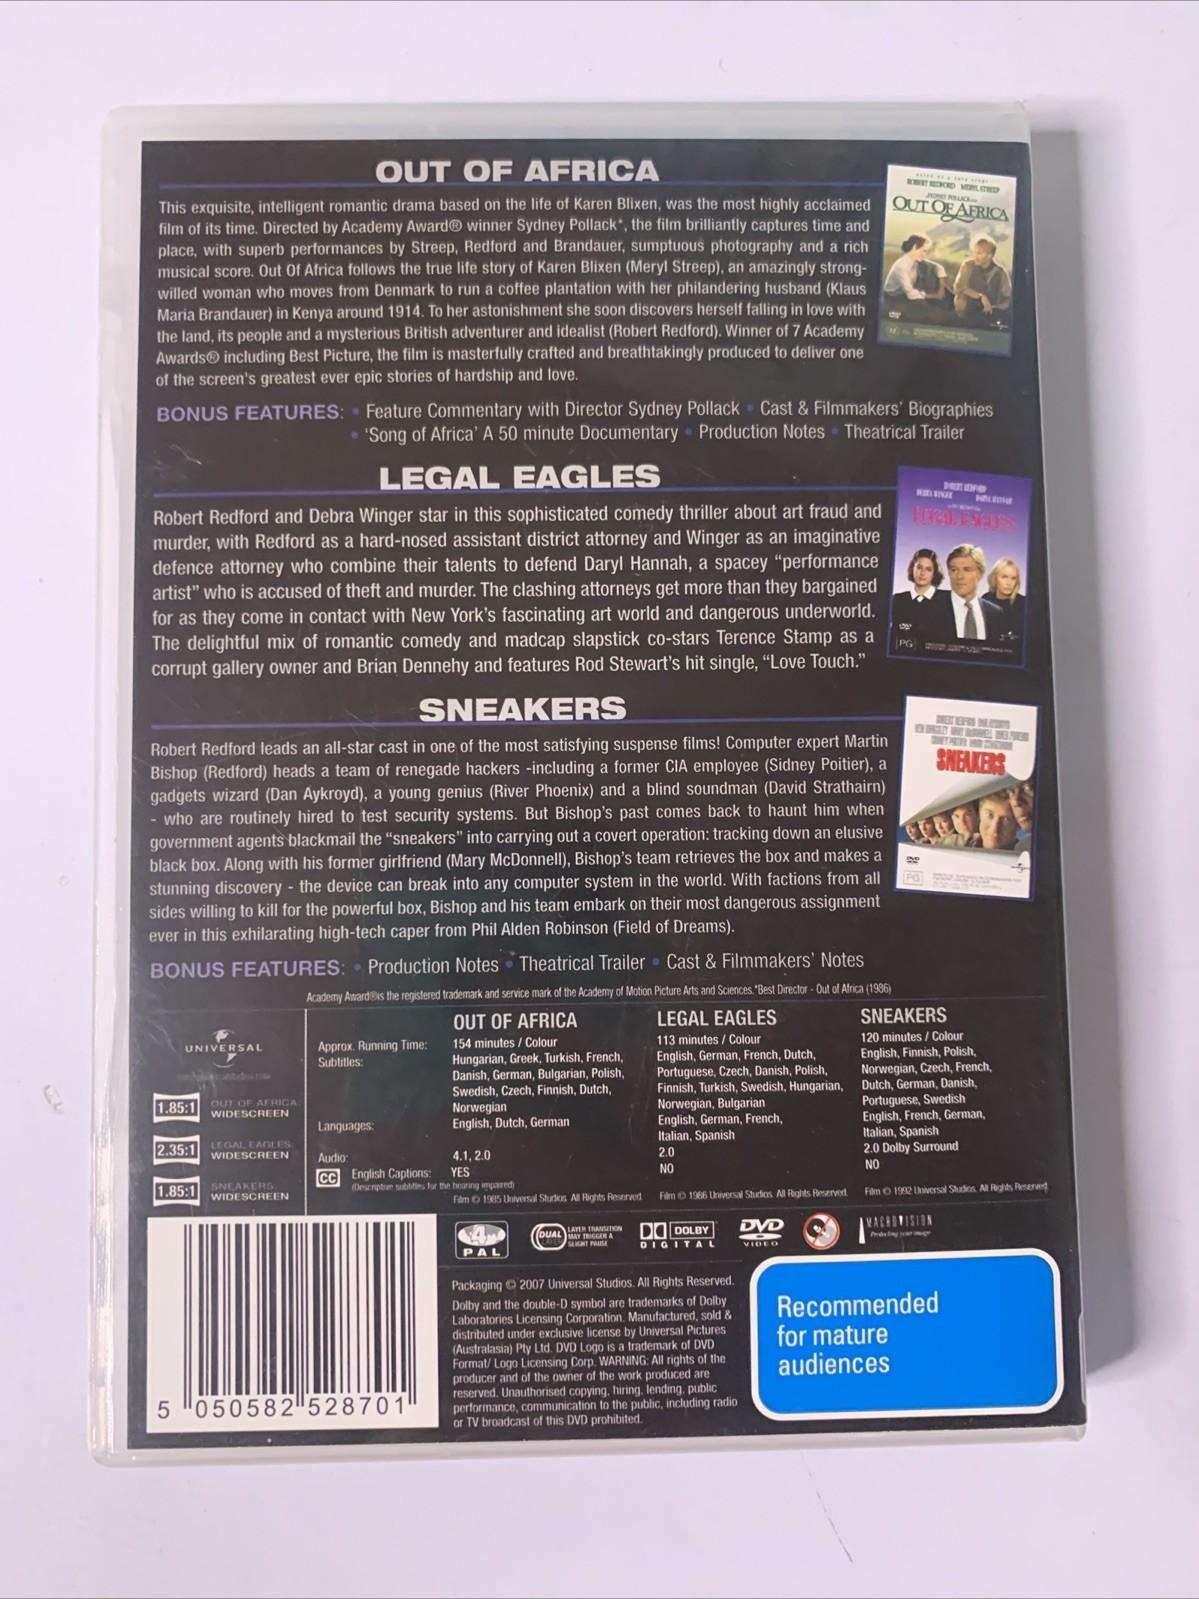 OUT OF AFRICA
This exquisite, intelligent romantic drama based on the life of Karen Blixen, was the most highly acclaimed
film of its time. Directed by Academy Award® winner Sydney Pollack*, the film brilliantly captures time and
place, with superb performances by Streep, Redford and Brandauer, sumptuous photography and a rich
musical score. Out Of Africa follows the true life story of Karen Blixen (Meryl Streep), an amazingly strong-
willed woman who moves from Denmark to run a coffee plantation with her philandering husband (Klaus
Maria Brandauer) in Kenya around 1914. To her astonishment she soon discovers herself falling in love with
the land, its people and a mysterious British adventurer and idealist (Robert Redford). Winner of 7 Academy
Awards® including Best Picture, the film is masterfully crafted and breathtakingly produced to deliver one
of the screen's greatest ever epic stories of hardship and love.
ROBERT REDFORD MERYL STREEP
OUT OF AFRICA
BONUS FEATURES: • Feature Commentary with Director Sydney Pollack • Cast & Filmmakers' Biographies
• 'Song of Africa' A 50 minute Documentary • Production Notes • Theatrical Trailer
LEGAL EAGLES
Robert Redford and Debra Winger star in this sophisticated comedy thriller about art fraud and
murder, with Redford as a hard-nosed assistant district attorney and Winger as an imaginative
defence attorney who combine their talents to defend Daryl Hannah, a spacey “performance
artist” who is accused of theft and murder. The clashing attorneys get more than they bargained
for as they come in contact with New York's fascinating art world and dangerous underworld.
The delightful mix of romantic comedy and madcap slapstick co-stars Terence Stamp as a
corrupt gallery owner and Brian Dennehy and features Rod Stewart's hit single, “Love Touch.”
ROBERT REDFORD
DEBRA WINGER DARYL HANNAH
LEGAL EAGLES
PG
SNEAKERS
Robert Redford leads an all-star cast in one of the most satisfying suspense films! Computer expert Martin
Bishop (Redford) heads a team of renegade hackers -including a former CIA employee (Sidney Poitier), a
gadgets wizard (Dan Aykroyd), a young genius (River Phoenix) and a blind soundman (David Strathairn)
- who are routinely hired to test security systems. But Bishop's past comes back to haunt him when
government agents blackmail the “sneakers” into carrying out a covert operation: tracking down an elusive
black box. Along with his former girlfriend (Mary McDonnell), Bishop's team retrieves the box and makes a
stunning discovery - the device can break into any computer system in the world. With factions from all
sides willing to kill for the powerful box, Bishop and his team embark on their most dangerous assignment
ever in this exhilarating high-tech caper from Phil Alden Robinson (Field of Dreams).
SNEAKERS
PG
BONUS FEATURES: • Production Notes • Theatrical Trailer • Cast & Filmmakers' Notes
Academy Award®is the registered trademark and service mark of the Academy of Motion Picture Arts and Sciences.*Best Director - Out of Africa (1986)
UNIVERSAL
1.85:1 OUT OF AFRICA
WIDESCREEN
2.35:1 LEGAL EAGLES
WIDESCREEN
1.85:1 SNEAKERS
WIDESCREEN
Approx. Running Time:
Subtitles:
Languages:
Audio:
CC English Captions:
(Descriptive subtitles for the hearing impaired)
OUT OF AFRICA
154 minutes / Colour
Hungarian, Greek, Turkish, French,
Danish, German, Bulgarian, Polish,
Swedish, Czech, Finnish, Dutch,
Norwegian
English, Dutch, German
4.1, 2.0
YES
Film © 1985 Universal Studios. All Rights Reserved
LEGAL EAGLES
113 minutes / Colour
English, German, French, Dutch,
Portuguese, Czech, Danish, Polish,
Finnish, Turkish, Swedish, Hungarian,
Norwegian, Bulgarian
English, German, French,
Italian, Spanish
2.0
NO
Film © 1986 Universal Studios. All Rights Reserved.
SNEAKERS
120 minutes / Colour
English, Finnish, Polish,
Norwegian, Czech, French,
Dutch, German, Danish,
Portuguese, Swedish
English, French, German,
Italian, Spanish
2.0 Dolby Surround
NO
Film © 1992 Universal Studios. All Rights Reserved
5 050582 528701
4
PAL
DUAL LAYER
LAYER TRANSITION
MAY TRIGGER A
SLIGHT PAUSE
DOLBY
DIGITAL
DVD
VIDEO
MACROVISION
Protecting your image
Packaging © 2007 Universal Studios. All Rights Reserved.
Dolby and the double-D symbol are trademarks of Dolby
Laboratories Licensing Corporation. Manufactured, sold &
distributed under exclusive license by Universal Pictures
(Australasia) Pty Ltd. DVD Logo is a trademark of DVD
Format/ Logo Licensing Corp. WARNING: All rights of the
producer and of the owner of the work produced are
reserved. Unauthorised copying, hiring, lending, public
performance, communication to the public, including radio
or TV broadcast of this DVD prohibited.
Recommended
for mature
audiences